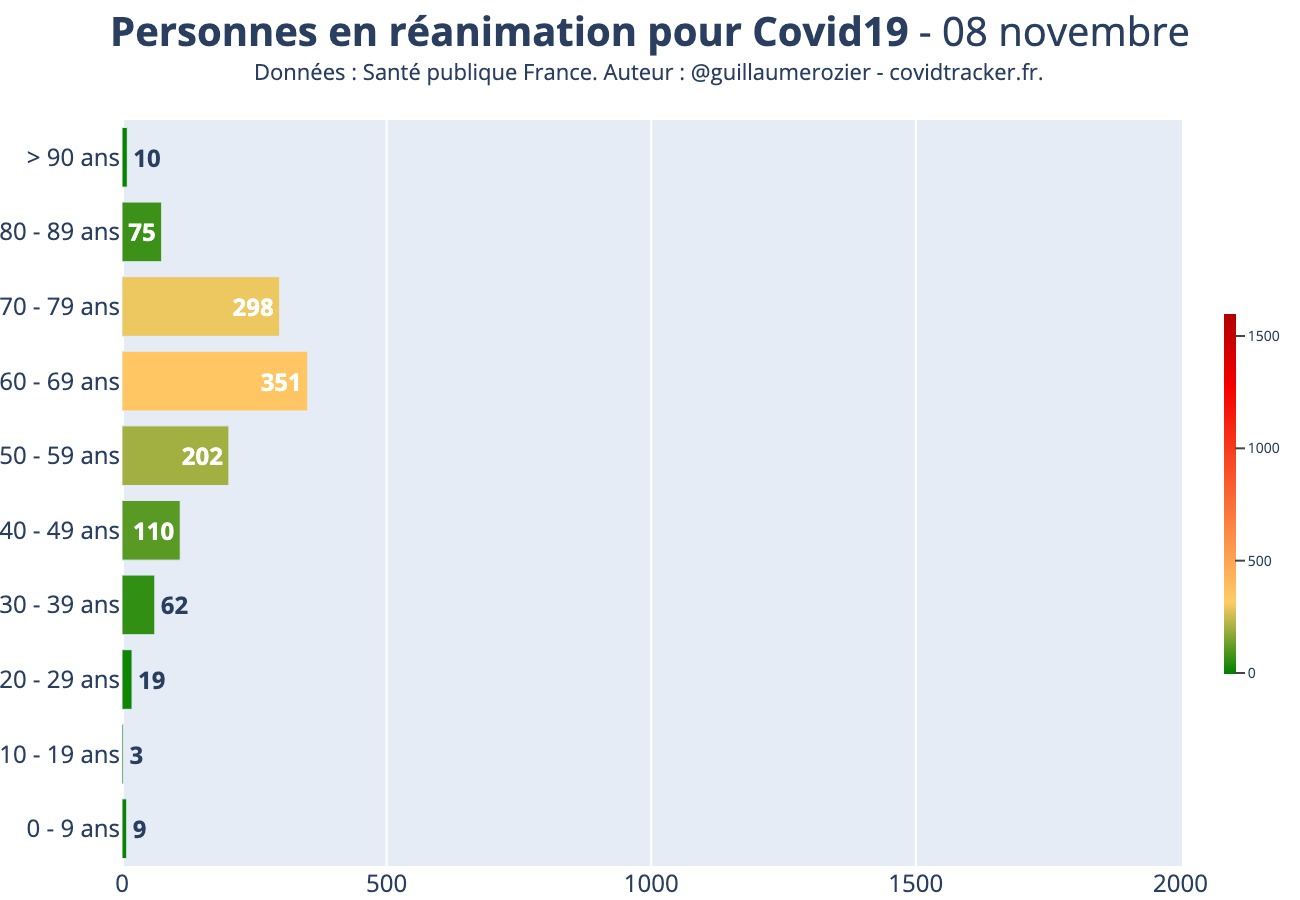 Personnes en réanimation pour Covid19 - 08 novembre
Données : Santé publique France. Auteur : @guillaumerozier - covidtracker.fr.
> 90 ans 10
80 - 89 ans 75
70 - 79 ans 298
60 - 69 ans 351
50 - 59 ans 202
40 - 49 ans 110
30 - 39 ans 62
20 - 29 ans 19
10 - 19 ans 3
0 - 9 ans 9
0 500 1000 1500 2000
1500
1000
500
0